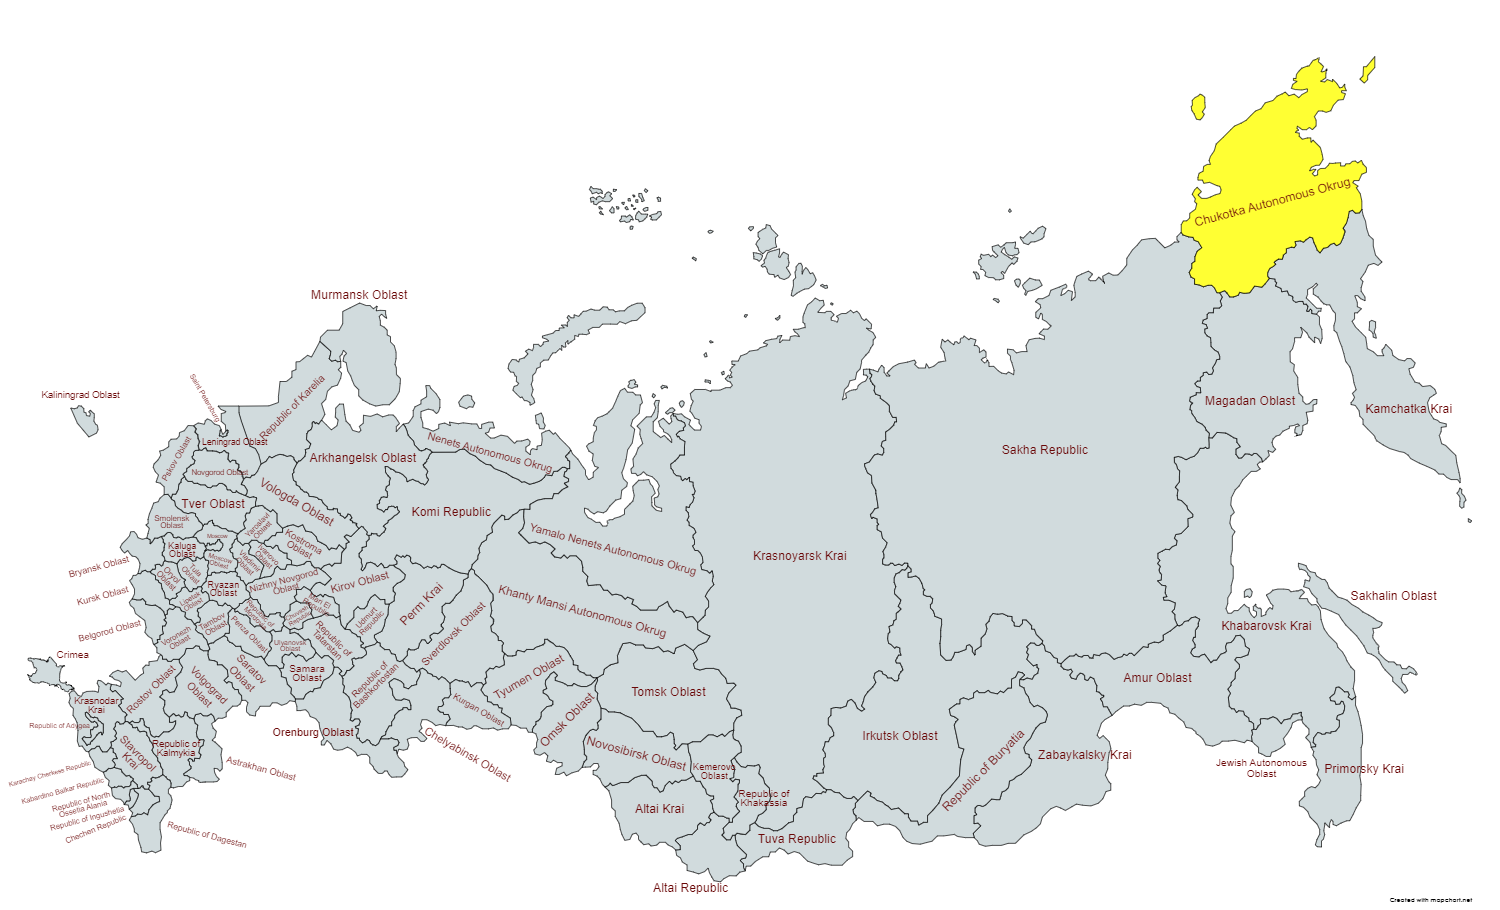 Chukotka Autonomous Okrug
Murmansk Oblast
Kaliningrad Oblast
Saint Petersburg
Republic of Karelia
Leningrad Oblast
Pskov Oblast
Novgorod Oblast
Arkhangelsk Oblast
Nenets Autonomous Okrug
Magadan Oblast
Kamchatka Krai
Sakha Republic
Vologda Oblast
Tver Oblast
Komi Republic
Smolensk
Oblast
Yaroslavl
Oblast
Kostroma
Oblast
Yamalo Nenets Autonomous Okrug
Krasnoyarsk Krai
Moscow
Kaluga
Oblast
Moscow
Oblast
Ivanovo
Oblast
Vladimir
Oblast
Bryansk Oblast
Tula
Oblast
Oryol
Oblast
Ryazan
Oblast
Nizhny Novgorod
Oblast
Kirov Oblast
Perm Krai
Khanty Mansi Autonomous Okrug
Kursk Oblast
Lipetsk
Oblast
Mari El
Republic
Chuvash
Republic
Republic of
Mordovia
Udmurt
Republic
Sverdlovsk Oblast
Sakhalin Oblast
Khabarovsk Krai
Belgorod Oblast
Voronezh
Oblast
Tambov
Oblast
Penza Oblast
Ulyanovsk
Oblast
Republic of
Tatarstan
Crimea
Saratov
Oblast
Samara
Oblast
Republic of
Bashkortostan
Tyumen Oblast
Tomsk Oblast
Amur Oblast
Krasnodar
Krai
Rostov Oblast
Volgograd
Oblast
Kurgan Oblast
Omsk Oblast
Republic of Adygea
Orenburg Oblast
Irkutsk Oblast
Stavropol
Krai
Republic of
Kalmykia
Chelyabinsk Oblast
Novosibirsk Oblast
Republic of Buryatia
Zabaykalsky Krai
Karachay Cherkess Republic
Astrakhan Oblast
Kemerovo
Oblast
Jewish Autonomous
Oblast
Primorsky Krai
Kabardino Balkar Republic
Republic of North
Ossetia Alania
Republic of Ingushetia
Chechen Republic
Republic of Dagestan
Altai Krai
Republic of
Khakassia
Tuva Republic
Altai Republic
Created with mapchart.net